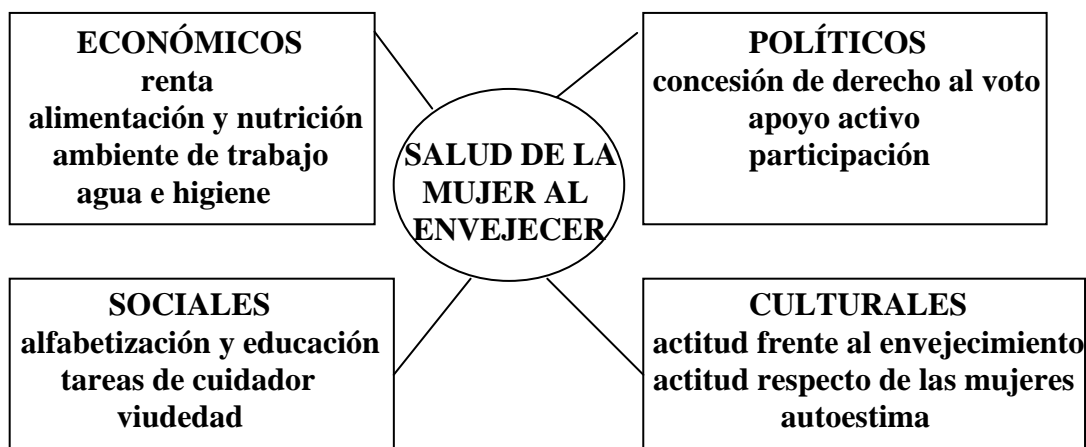 ECONÓMICOS
renta
alimentación y nutrición
ambiente de trabajo
agua e higiene
POLÍTICOS
concesión de derecho al voto
apoyo activo
participación
SALUD DE LA
MUJER AL
ENVEJECER
SOCIALES
alfabetización y educación
tareas de cuidador
viudedad
CULTURALES
actitud frente al envejecimiento
actitud respecto de las mujeres
autoestima